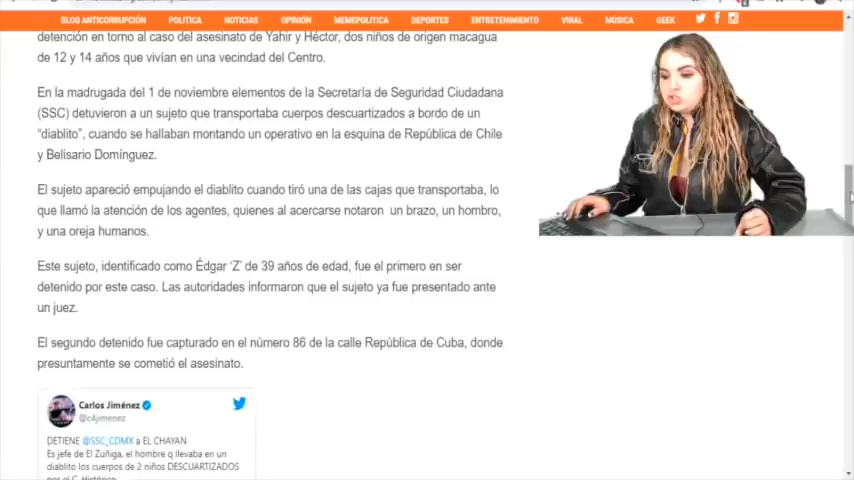 BLOG ANTICORRUPCIÓN POLITICA NOTICIAS OPINIÓN MEMEPOLITICA DEPORTES ENTRETENIMIENTO VIRAL MÚSICA GEEK
detención en torno al caso del asesinato de Yahir y Héctor, dos niños de origen macagua
de 12 y 14 años que vivían en una vecindad del Centro.
En la madrugada del 1 de noviembre elementos de la Secretaría de Seguridad Ciudadana
(SSC) detuvieron a un sujeto que transportaba cuerpos descuartizados a bordo de un
“diablito”, cuando se hallaban montando un operativo en la esquina de República de Chile
y Belisario Domínguez.
El sujeto apareció empujando el diablito cuando tiró una de las cajas que transportaba, lo
que llamó la atención de los agentes, quienes al acercarse notaron un brazo, un hombro,
y una oreja humanos.
Este sujeto, identificado como Édgar ‘Z’ de 39 años de edad, fue el primero en ser
detenido por este caso. Las autoridades informaron que el sujeto ya fue presentado ante
un juez.
El segundo detenido fue capturado en el número 86 de la calle República de Cuba, donde
presuntamente se cometió el asesinato.
Carlos Jiménez
@c4jimenez
DETIENE @SSC_CDMX a EL CHAYAN
Es jefe de El Zuñiga, el hombre q llevaba en un
diablito los cuerpos de 2 niños DESCUARTIZADOS
por el C. Histórico